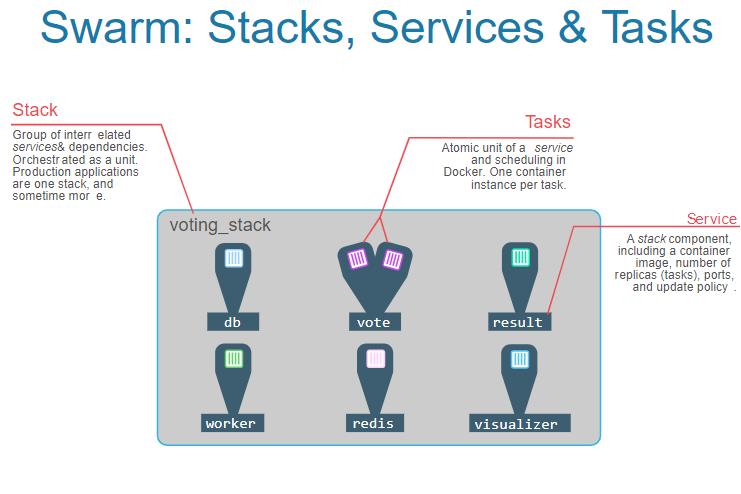 Swarm: Stacks, Services & Tasks
Stack
Group of interr elated
services& dependencies.
Orchestrated as a unit.
Production applications
are one stack, and
sometime mor e.
Tasks
Atomic unit of a service
and scheduling in
Docker. One container
instance per task.
Service
A stack component,
including a container
image, number of
replicas (tasks), ports,
and update policy .
voting_stack
db
vote
result
worker
redis
visualizer